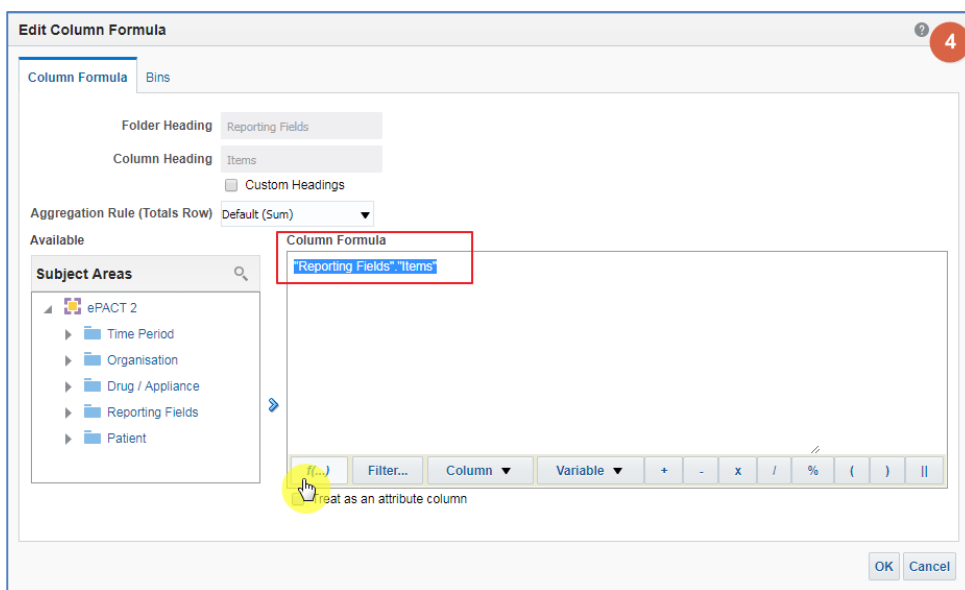 Edit Column Formula
?
4
Column Formula Bins
Folder Heading Reporting Fields
Column Heading Items
Custom Headings
Aggregation Rule (Totals Row) Default (Sum)
Available
Column Formula
Subject Areas
"Reporting Fields"."Items"
ePACT 2
Time Period
Organisation
Drug / Appliance
Reporting Fields
Patient
f(...) Filter... Column Variable + - x / % ( ) ||
Treat as an attribute column
OK Cancel